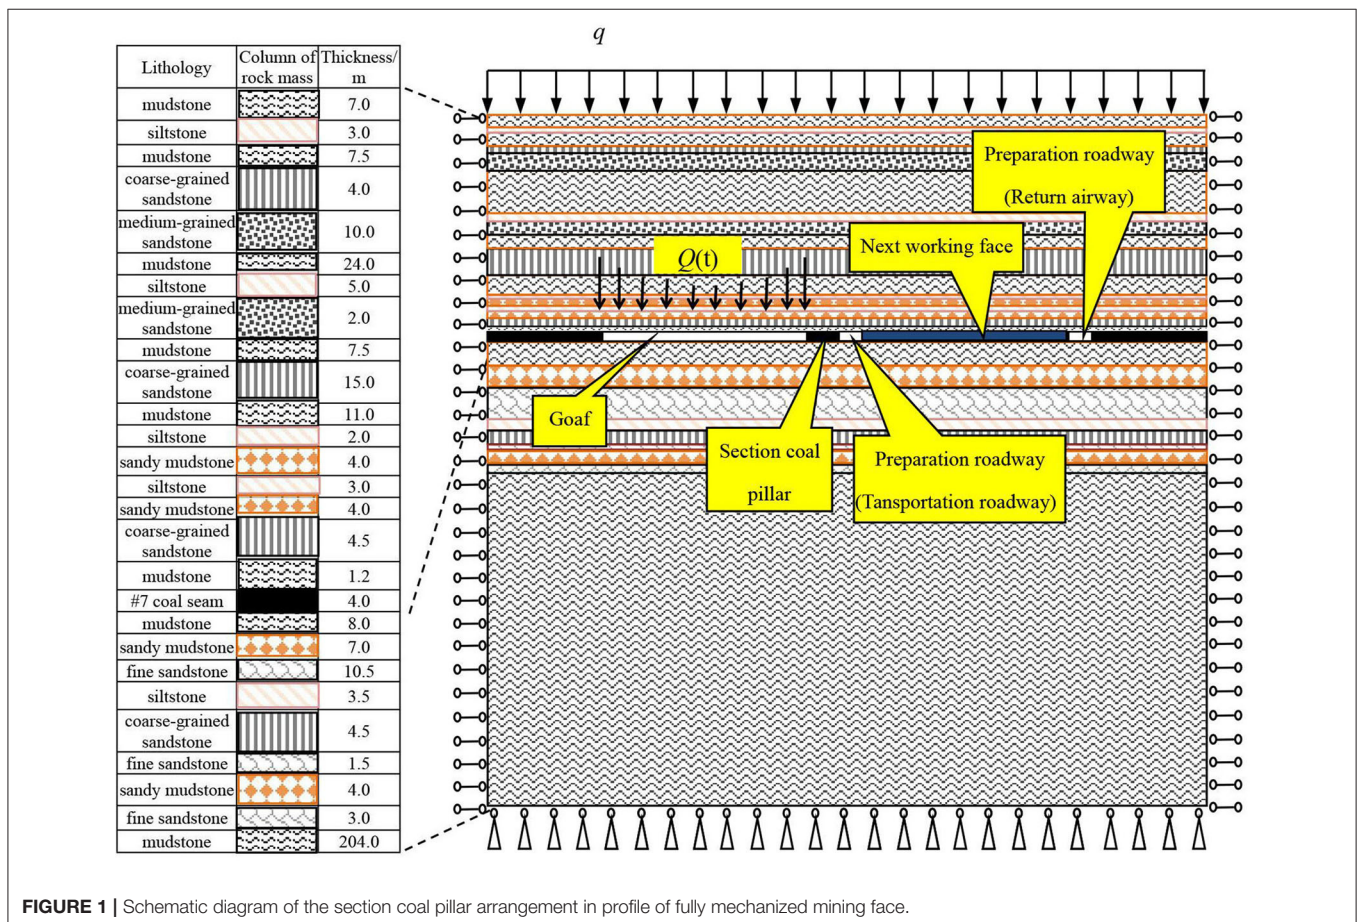 q
Lithology Column of rock mass Thickness/ m
mudstone 7.0
siltstone 3.0
mudstone 7.5
coarse-grained sandstone 4.0
medium-grained sandstone 10.0
mudstone 24.0
siltstone 5.0
medium-grained sandstone 2.0
mudstone 7.5
coarse-grained sandstone 15.0
mudstone 11.0
siltstone 2.0
sandy mudstone 4.0
siltstone 3.0
sandy mudstone 4.0
coarse-grained sandstone 4.5
mudstone 1.2
#7 coal seam 4.0
mudstone 8.0
sandy mudstone 7.0
fine sandstone 10.5
siltstone 3.5
coarse-grained sandstone 4.5
fine sandstone 1.5
sandy mudstone 4.0
fine sandstone 3.0
mudstone 204.0
Preparation roadway
(Return airway)
Next working face
Q(t)
Goaf
Section coal
pillar
Preparation roadway
(Tansportation roadway)
FIGURE 1 | Schematic diagram of the section coal pillar arrangement in profile of fully mechanized mining face.